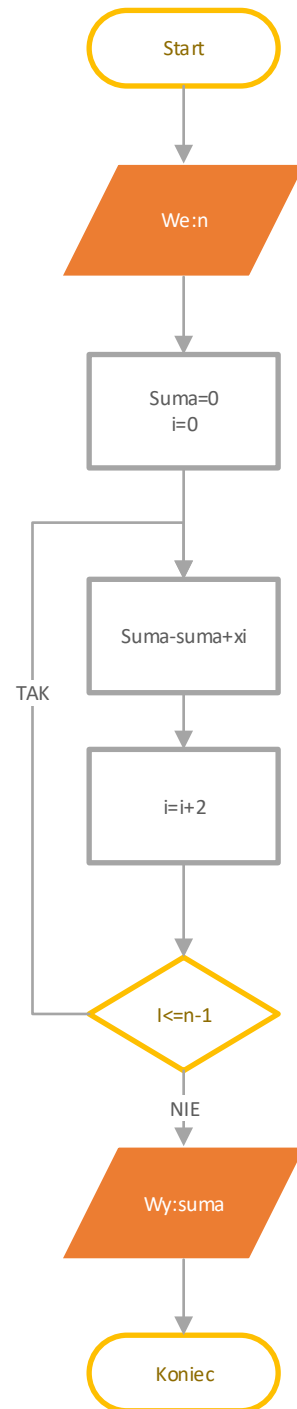 Start
We:n
Suma=0
i=0
Suma-suma+xi
TAK
i=i+2
I<=n-1
NIE
Wy:suma
Koniec